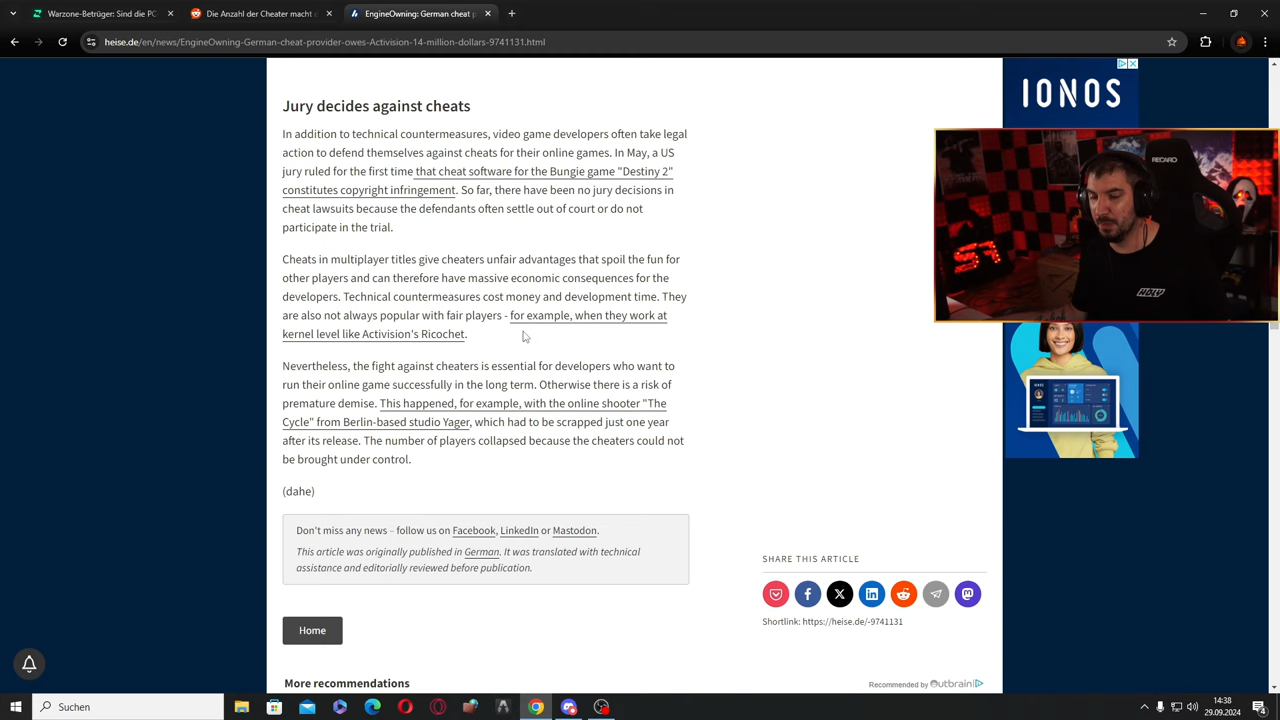 Warzone-Betrüger: Sind die PC
Die Anzahl der Cheater macht
EngineOwning: German cheat p
heise.de/en/news/EngineOwning-German-cheat-provider-owes-Activision-14-million-dollars-9741131.html
IONOS
Jury decides against cheats
In addition to technical countermeasures, video game developers often take legal
action to defend themselves against cheats for their online games. In May, a US
jury ruled for the first time that cheat software for the Bungie game "Destiny 2"
constitutes copyright infringement. So far, there have been no jury decisions in
cheat lawsuits because the defendants often settle out of court or do not
participate in the trial.
RECARO
HOLY
Cheats in multiplayer titles give cheaters unfair advantages that spoil the fun for
other players and can therefore have massive economic consequences for the
developers. Technical countermeasures cost money and development time. They
are also not always popular with fair players - for example, when they work at
kernel level like Activision's Ricochet.
Nevertheless, the fight against cheaters is essential for developers who want to
run their online game successfully in the long term. Otherwise there is a risk of
premature demise. This happened, for example, with the online shooter "The
Cycle" from Berlin-based studio Yager, which had to be scrapped just one year
after its release. The number of players collapsed because the cheaters could not
be brought under control.
(dahe)
Don't miss any news – follow us on Facebook, LinkedIn or Mastodon.
This article was originally published in German. It was translated with technical
assistance and editorially reviewed before publication.
SHARE THIS ARTICLE
Shortlink: https://heise.de/-9741131
Home
More recommendations
Recommended by Outbrain
Suchen
14:38
29.09.2024
4